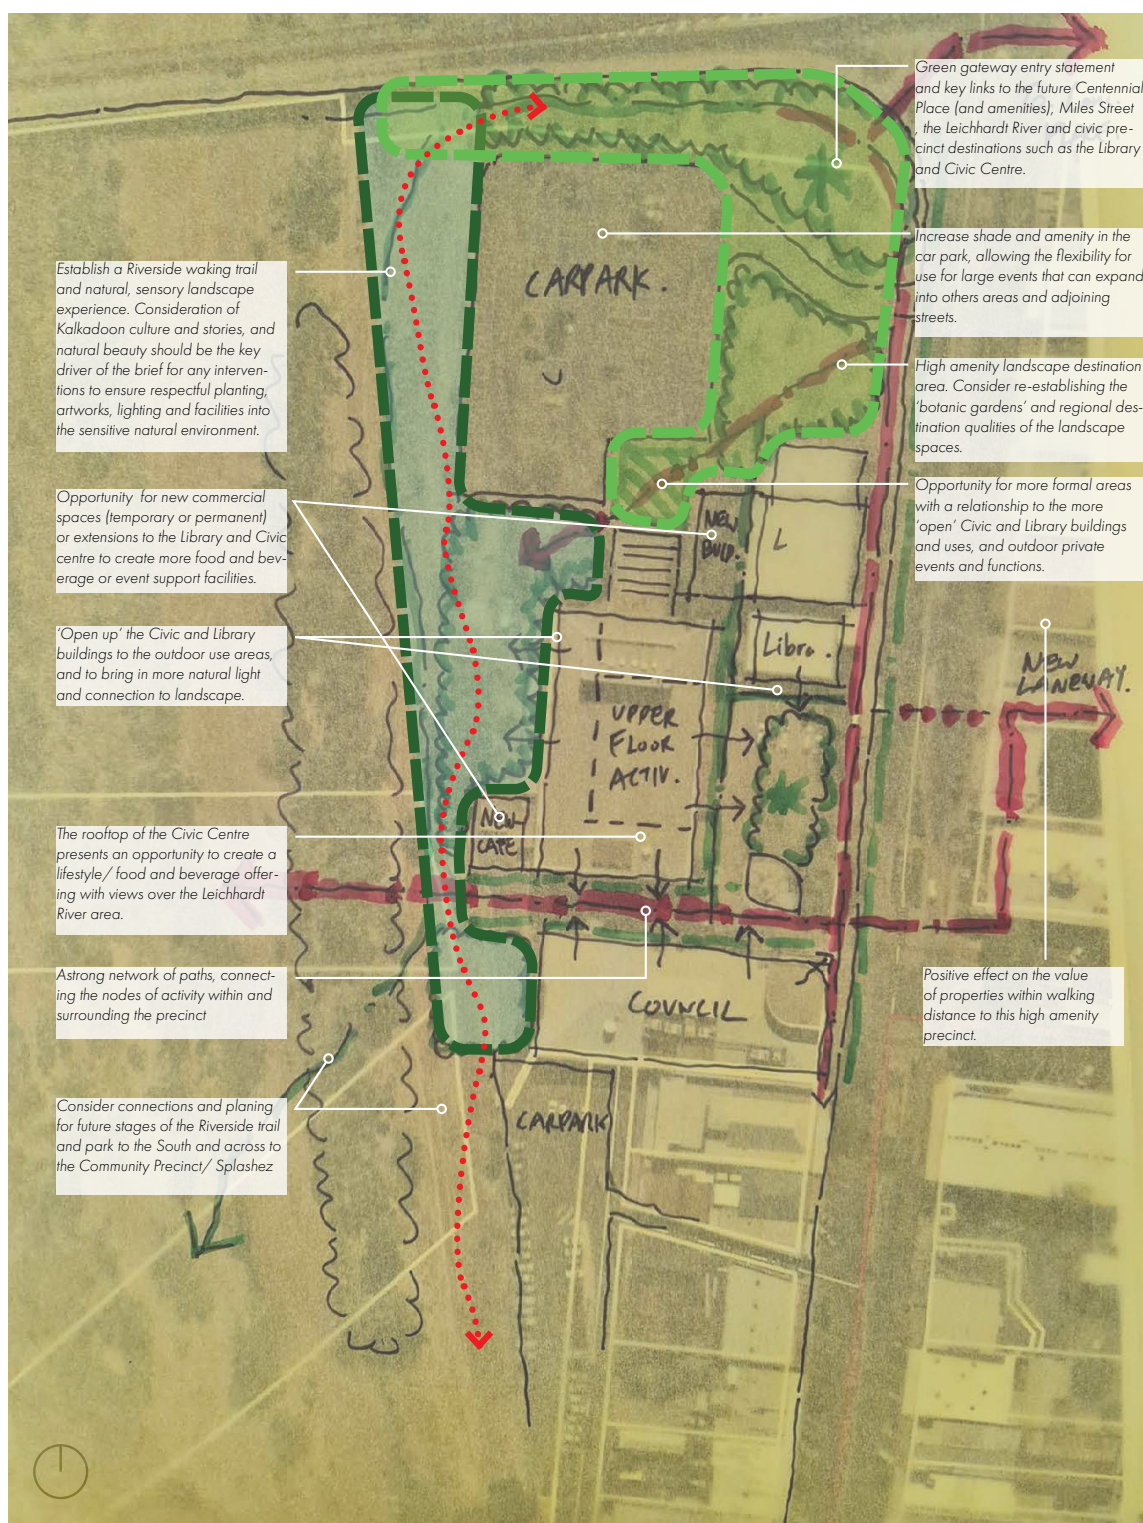 Green gateway entry statement
and key links to the future Centennial
Place (and amenities), Miles Street
, the Leichhardt River and civic pre-
cinct destinations such as the Library
and Civic Centre.
Increase shade and amenity in the
car park, allowing the flexibility for
use for large events that can expand
into others areas and adjoining
streets.
High amenity landscape destination
area. Consider re-establishing the
‘botanic gardens’ and regional des-
tination qualities of the landscape
spaces.
Opportunity for more formal areas
with a relationship to the more
‘open’ Civic and Library buildings
and uses, and outdoor private
events and functions.
Positive effect on the value
of properties within walking
distance to this high amenity
precinct.
Establish a Riverside waking trail
and natural, sensory landscape
experience. Consideration of
Kalkadoon culture and stories, and
natural beauty should be the key
driver of the brief for any interven-
tions to ensure respectful planting,
artworks, lighting and facilities into
the sensitive natural environment.
Opportunity  for new commercial
spaces (temporary or permanent)
or extensions to the Library and Civic
centre to create more food and bev-
erage or event support facilities.
‘Open up’ the Civic and Library
buildings to the outdoor use areas,
and to bring in more natural light
and connection to landscape.
The rooftop of the Civic Centre
presents an opportunity to create a
lifestyle/ food and beverage offer-
ing with views over the Leichhardt
River area.
Astrong network of paths, connect-
ing the nodes of activity within and
surrounding the precinct
Consider connections and planing
for future stages of the Riverside trail
and park to the South and across to
the Community Precinct/ Splashez
CARPARK.
NEW
BUILD.
L
Libra.
UPPER
FLOOR
ACTIV.
NEW
CAFE
COUNCIL
CARPARK
NEW
LANEWAY.